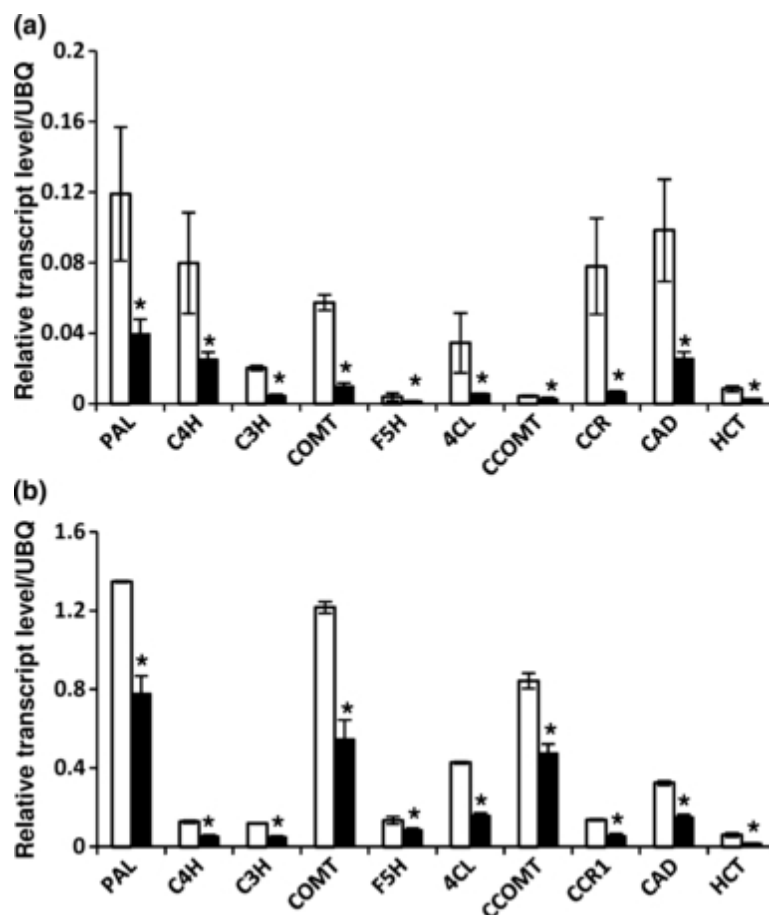 (a)
Relative transcript level/UBQ
0.2
0.16
0.12
0.08
0.04
0
* * * * * * * * * *
PAL C4H C3H COMT F5H 4CL CCOMT CCR CAD HCT
(b)
Relative transcript level/UBQ
1.6
1.2
0.8
0.4
0
* * * * * * * * * *
PAL C4H C3H COMT F5H 4CL CCOMT CCR1 CAD HCT